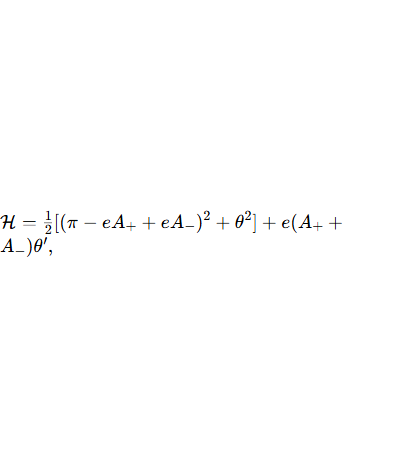 ℋ = ½[(π − eA₊ + eA₋)² + θ²] + e(A₊ +
A₋)θ′,